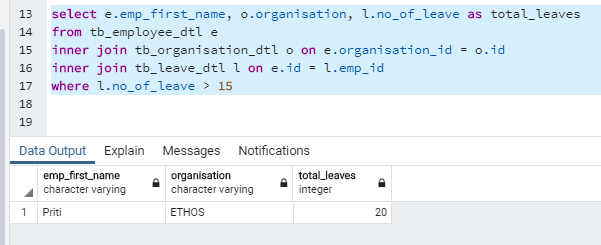 13 select e.emp_first_name, o.organisation, l.no_of_leave as total_leaves
14 from tb_employee_dtl e
15 inner join tb_organisation_dtl o on e.organisation_id = o.id
16 inner join tb_leave_dtl l on e.id = l.emp_id
17 where l.no_of_leave > 15
18
19
Data Output Explain Messages Notifications
emp_first_name organisation total_leaves
character varying character varying integer
1 Priti ETHOS 20